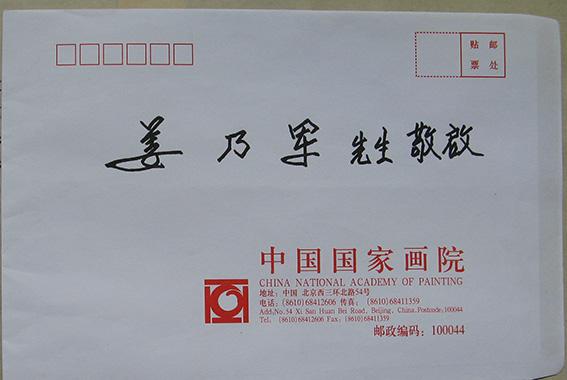 贴 邮
票 处
姜乃军先生敬啟
中国国家画院
CHINA NATIONAL ACADEMY OF PAINTING
地址：中国 北京西三环北路54号
电话：(8610)68412606 传真：(8610)68411359
Add:No.54 Xi San Huan Bei Road, Beijing, China.Postcode:100044
Tel: (8610)68412606 Fax:(8610)68411359
邮政编码：100044